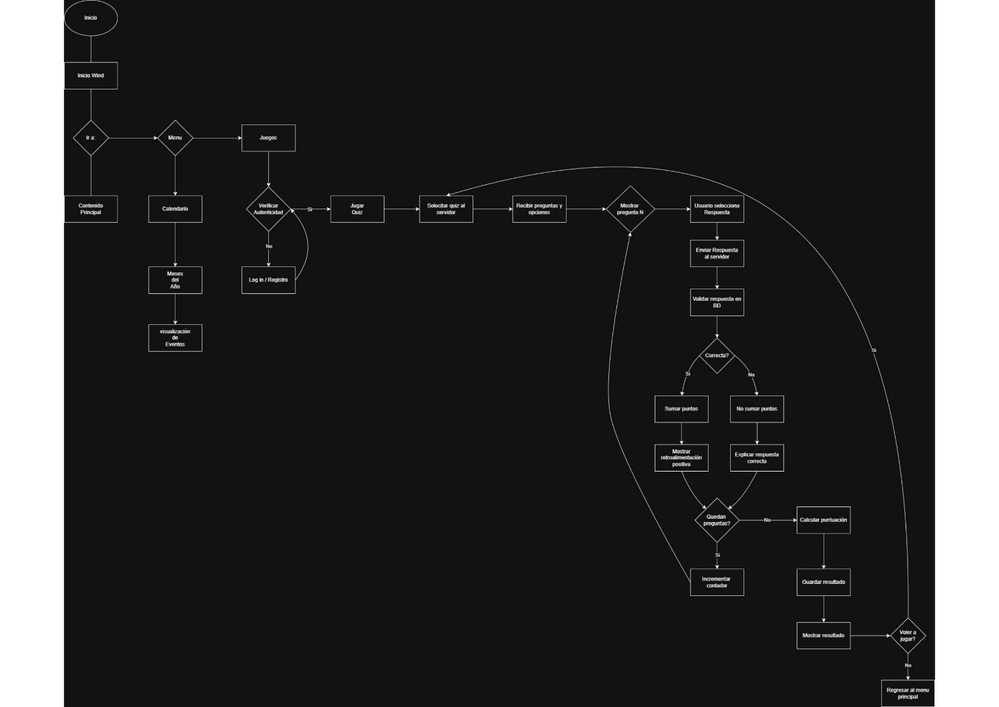 Inicio
Inicio Wind
Ir a:
Menu
Juegos
Contenido
Principal
Calendario
Verificar
Autenticidad
Si
Jugar
Quiz
Solocitar quiz al
servidor
Recibir preguntas y
opciones
Mostrar
pregunta N
Usuario selecciona
Respuesta
No
Enviar Respuesta
al servidor
Meses
del
Año
Log in / Registro
Validar respuesta en
BD
visualización
de
Eventos
Correcta?
Si
Si
No
Sumar puntos
No sumar puntos
Mostrar
retroalimentación
positiva
Explicar respuesta
correcta
Quedan
preguntas?
No
Calcular puntuación
Si
Incrementar
contador
Guardar resultado
Mostrar resultado
Voler a
jugar?
No
Regresar al menu
principal